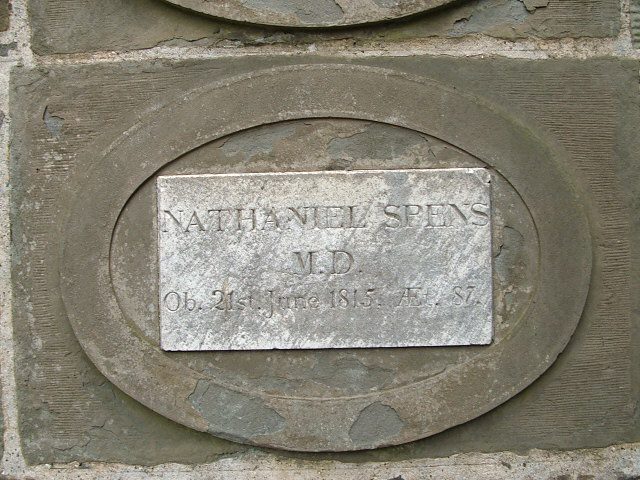 NATHANIEL SPENS
M.D.
Ob. 21st. June 1815. Æt. 87.